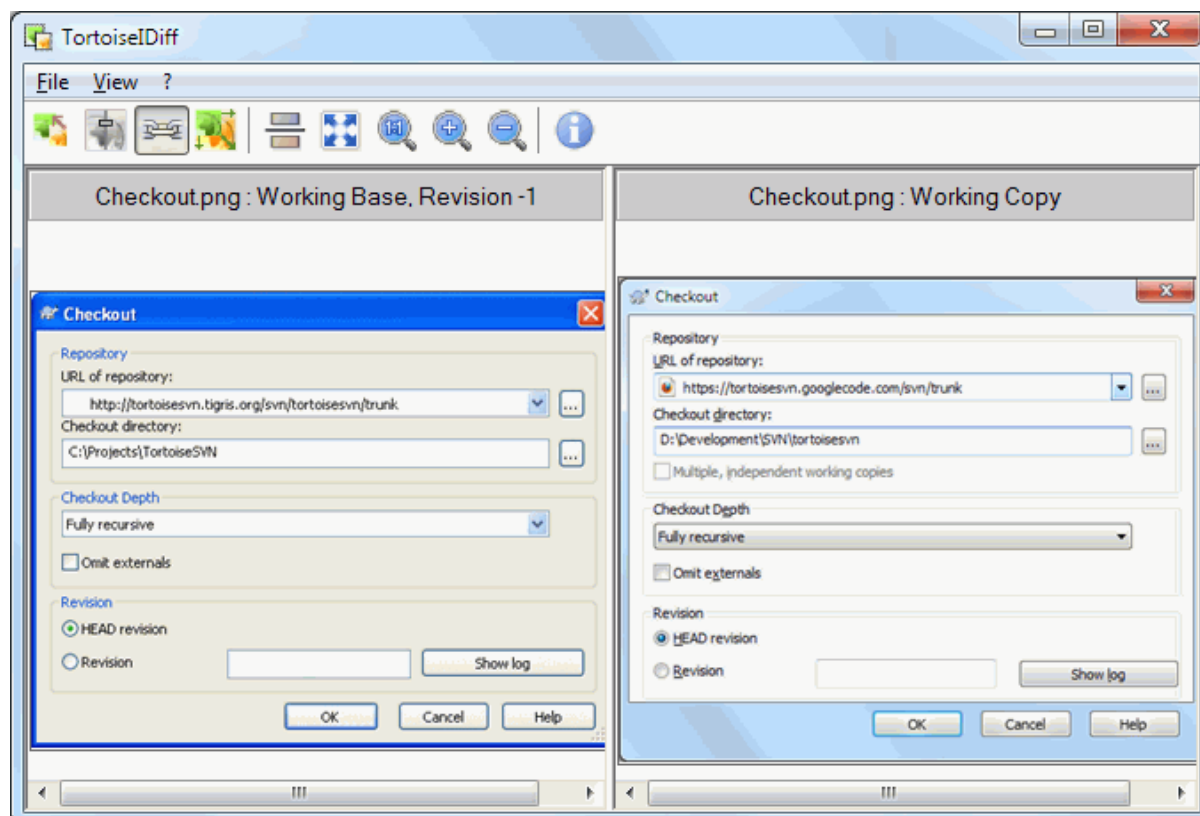 TortoiseIDiff
File View ?
1:1
Checkout.png : Working Base, Revision -1
Checkout
Repository
URL of repository:
http://tortoisesvn.tigris.org/svn/tortoisesvn/trunk
...
Checkout directory:
C:\Projects\TortoiseSVN
...
Checkout Depth
Fully recursive
Omit externals
Revision
HEAD revision
Revision
Show log
OK Cancel Help
Checkout.png : Working Copy
Checkout
Repository
URL of repository:
https://tortoisesvn.googlecode.com/svn/trunk
...
Checkout directory:
D:\Development\SVN\tortoisesvn
...
Multiple, independent working copies
Checkout Depth
Fully recursive
Omit externals
Revision
HEAD revision
Revision
Show log
OK Cancel Help